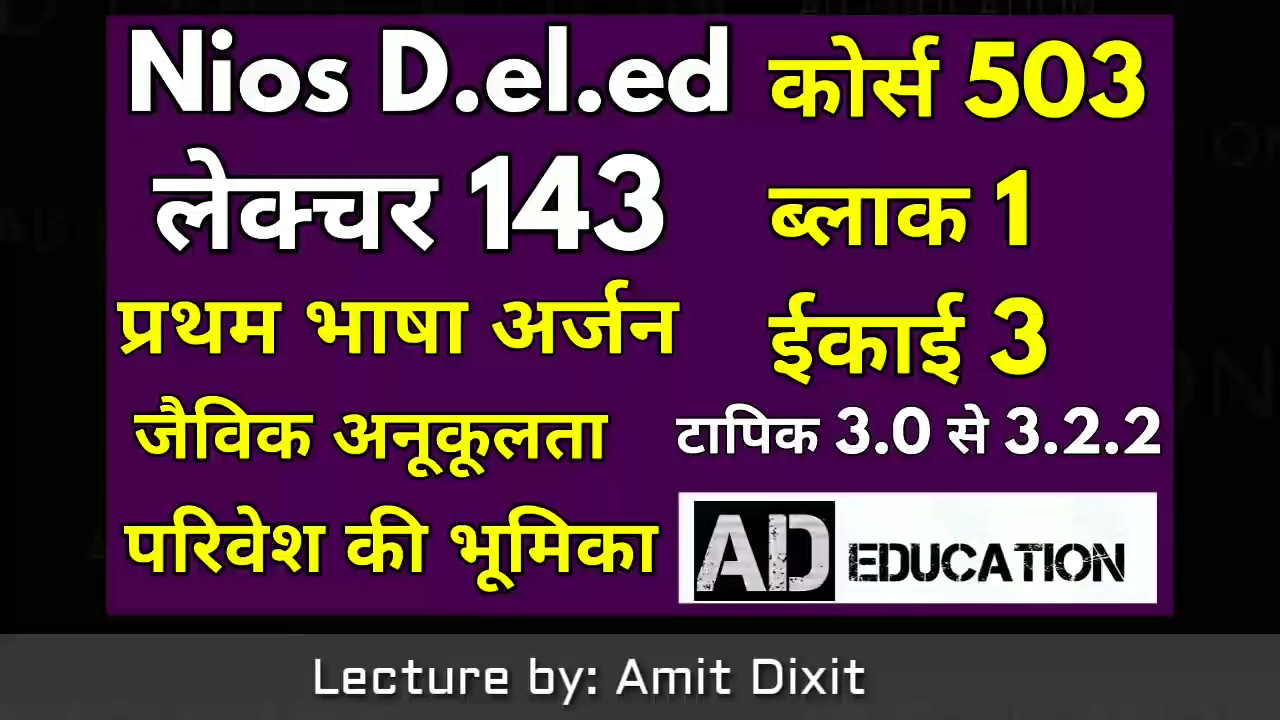 Nios D.el.ed कोर्स 503
लेक्चर 143
ब्लाक 1
प्रथम भाषा अर्जन
ईकाई 3
जैविक अनूकूलता
टापिक 3.0 से 3.2.2
परिवेश की भूमिका
AD EDUCATION
Lecture by: Amit Dixit